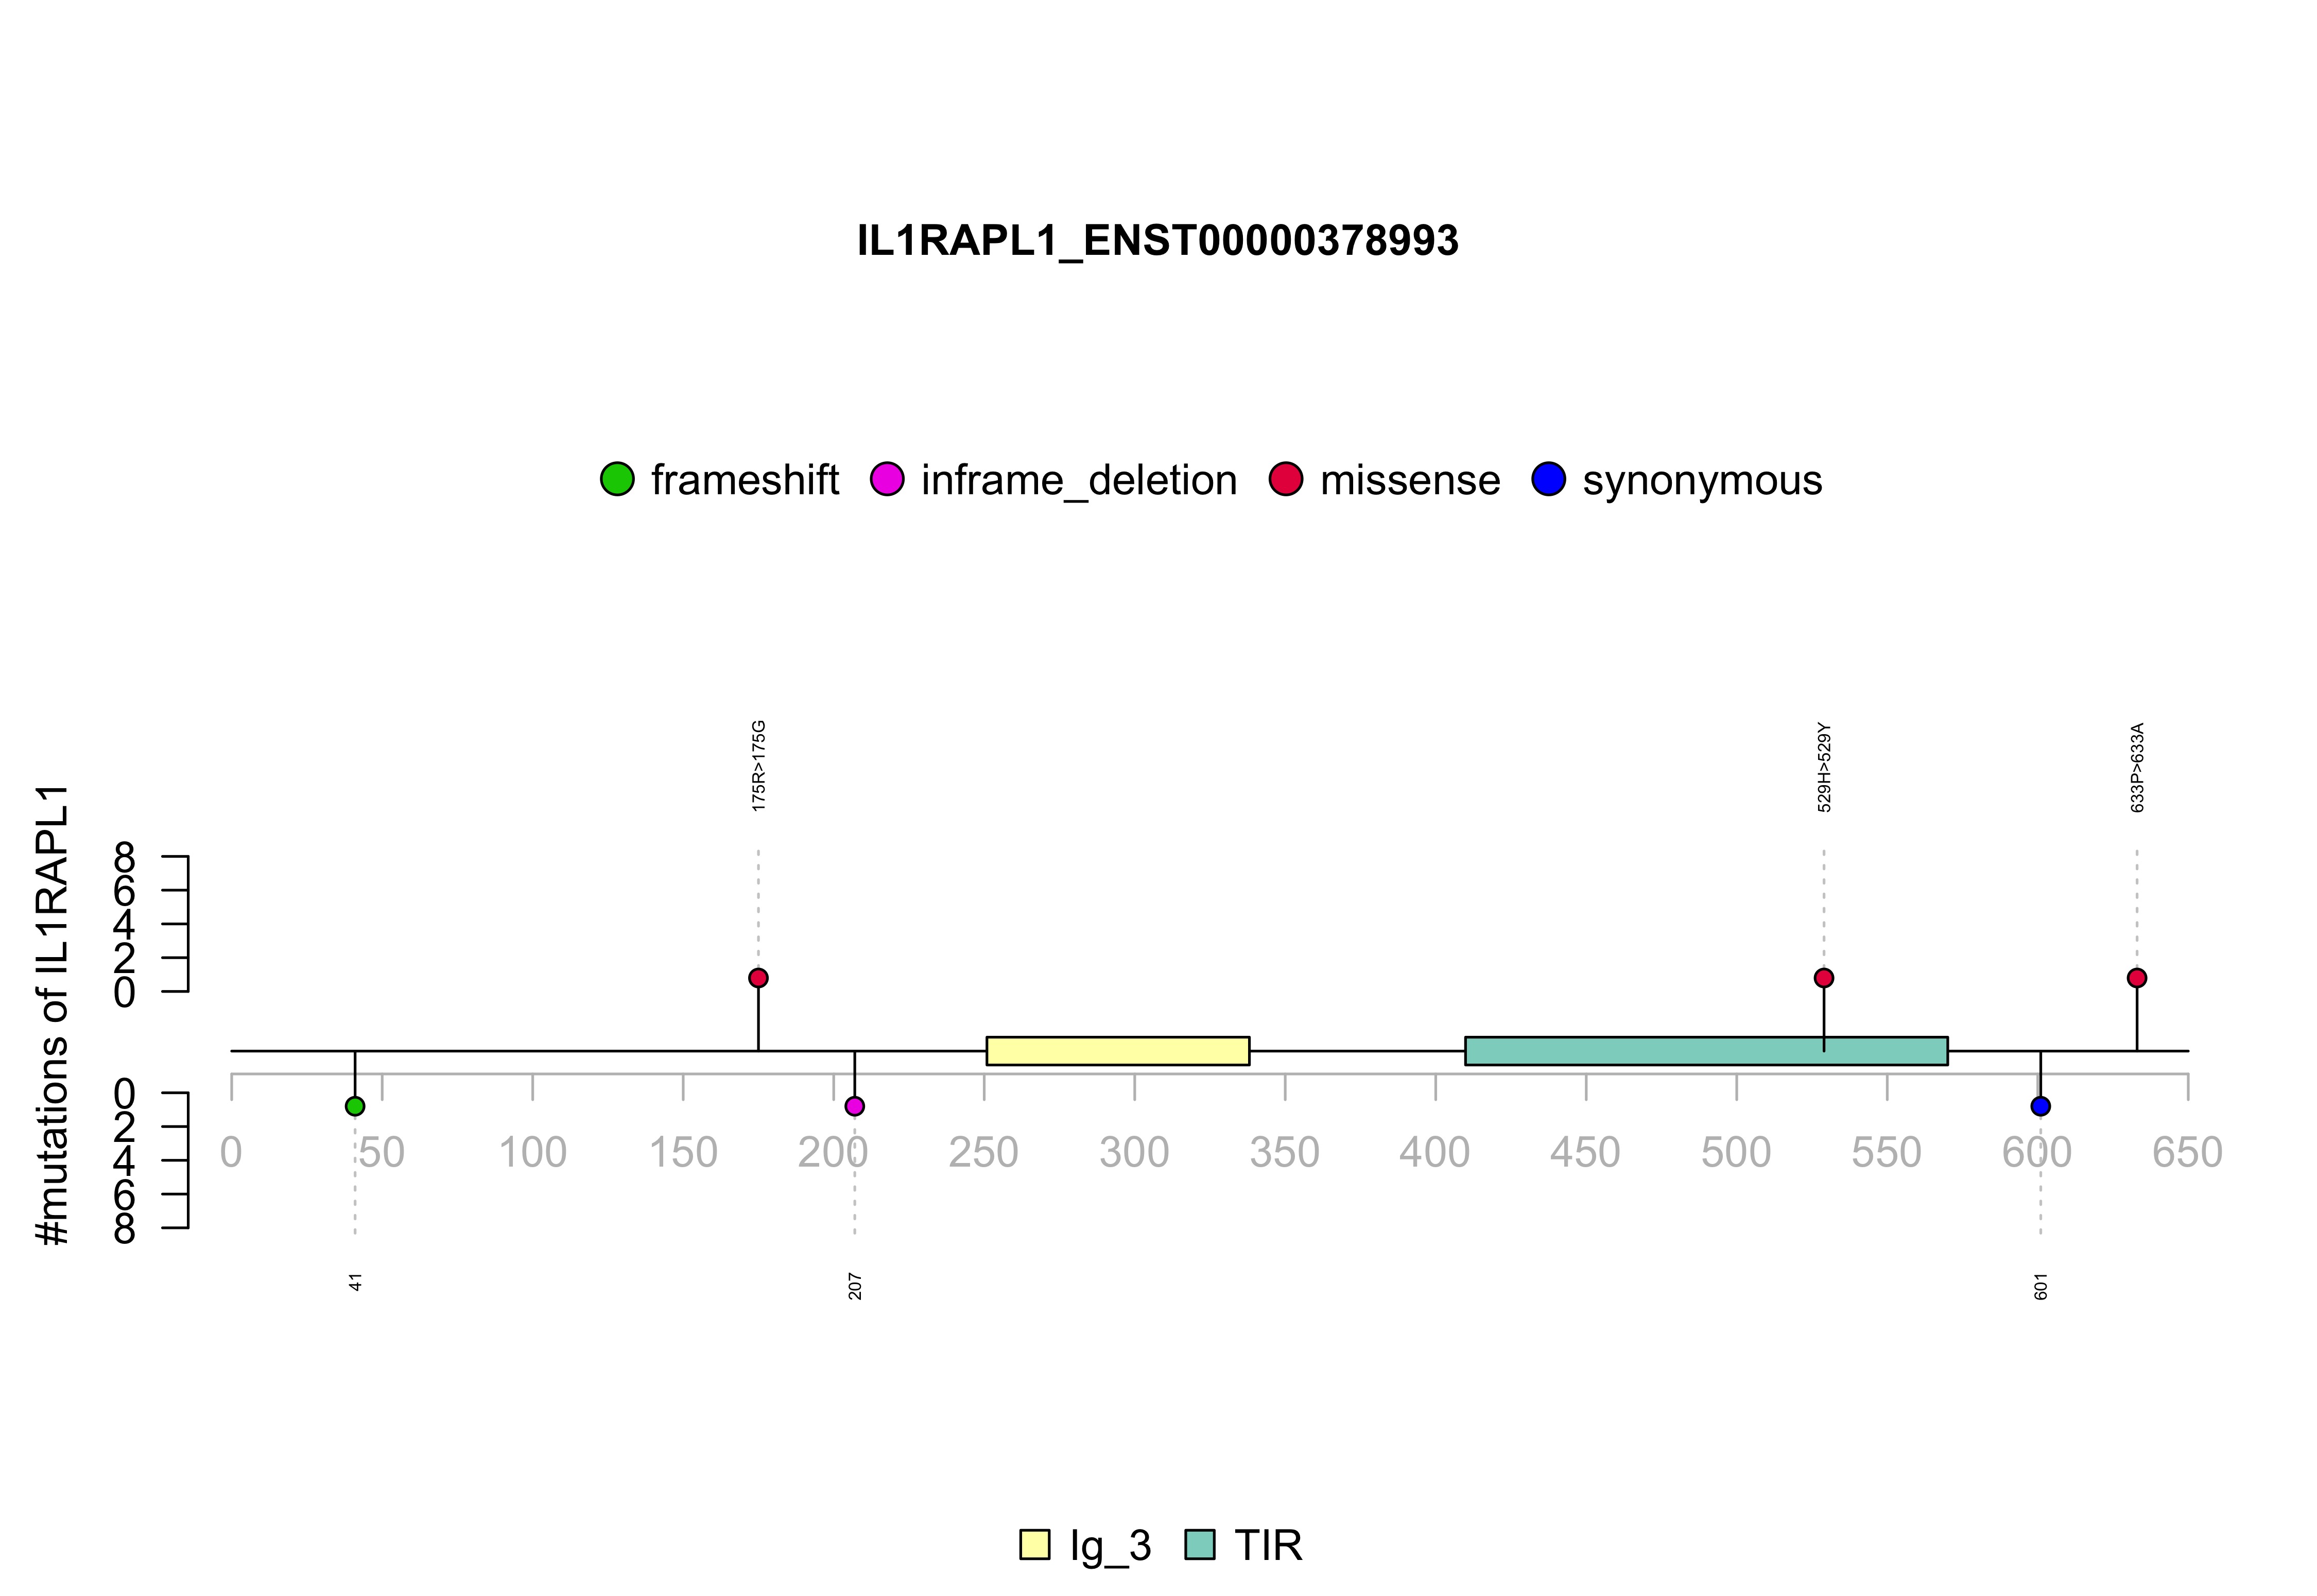 IL1RAPL1_ENST00000378993
frameshift inframe_deletion missense synonymous
175R>175G 529H>529Y 633P>633A
#mutations of IL1RAPL1
8
6
4
2
0
0
2
4
6
8
0 50 100 150 200 250 300 350 400 450 500 550 600 650
41 207 601
Ig_3 TIR